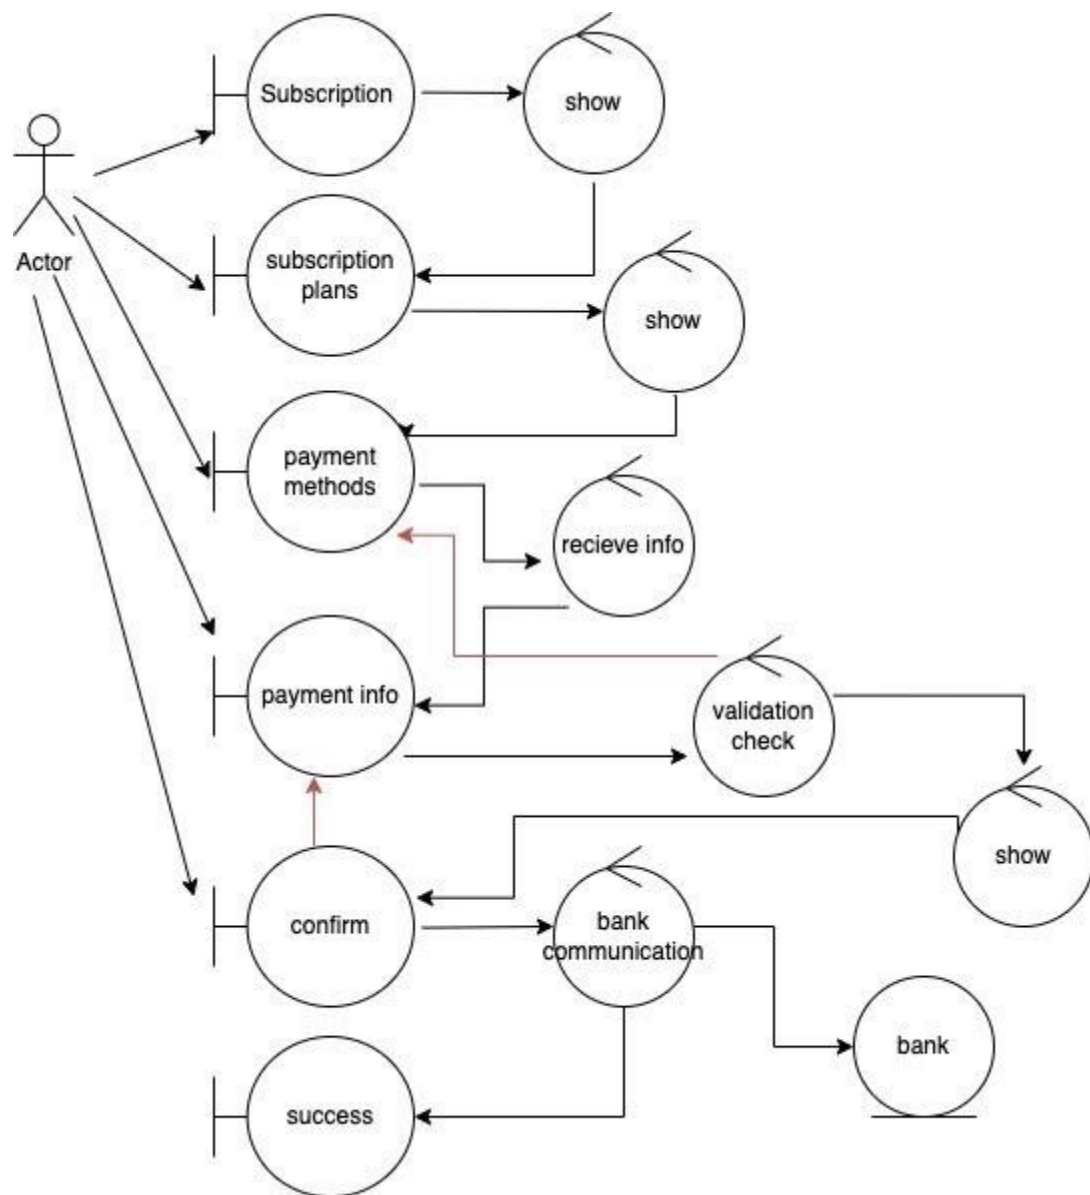 Subscription
show
Actor
subscription
plans
show
payment
methods
recieve info
payment info
validation
check
show
confirm
bank
communication
bank
success